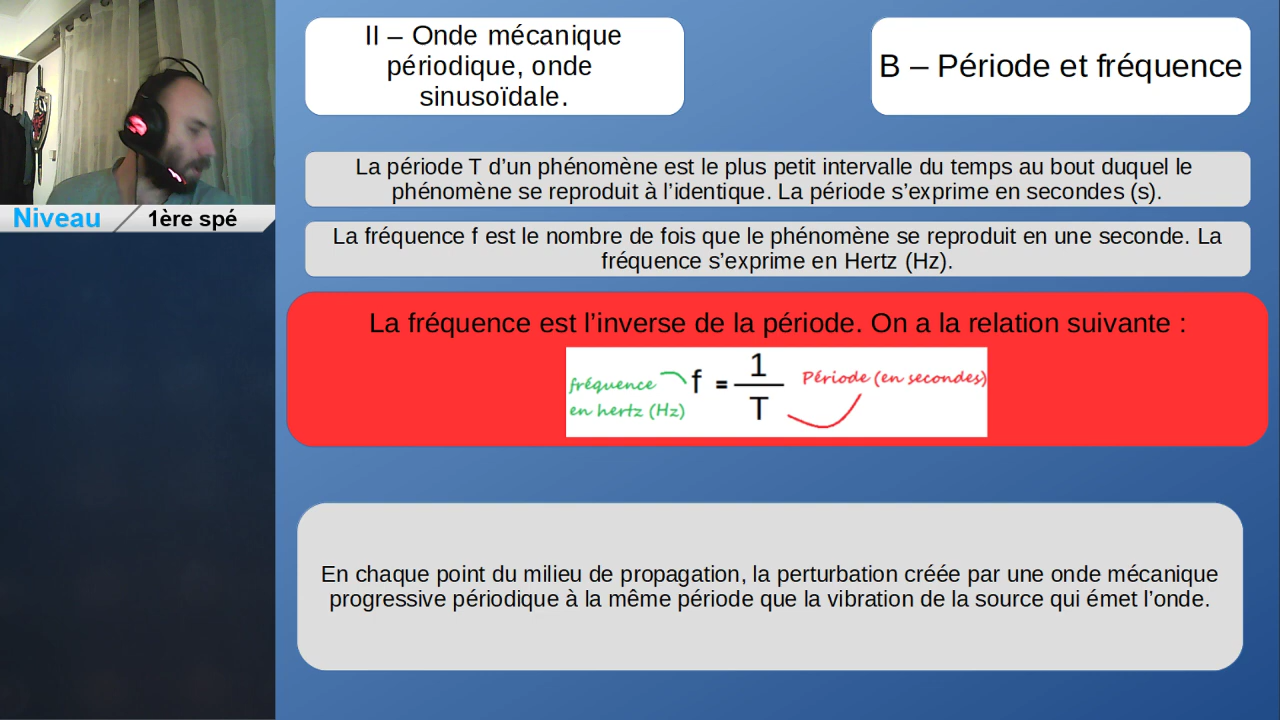 II – Onde mécanique
périodique, onde
sinusoïdale.
B – Période et fréquence
La période T d’un phénomène est le plus petit intervalle du temps au bout duquel le
phénomène se reproduit à l’identique. La période s’exprime en secondes (s).
Niveau
1ère spé
La fréquence f est le nombre de fois que le phénomène se reproduit en une seconde. La
fréquence s’exprime en Hertz (Hz).
La fréquence est l’inverse de la période. On a la relation suivante :
fréquence
en hertz (Hz)
f = 1/T
Période (en secondes)
En chaque point du milieu de propagation, la perturbation créée par une onde mécanique
progressive périodique à la même période que la vibration de la source qui émet l’onde.